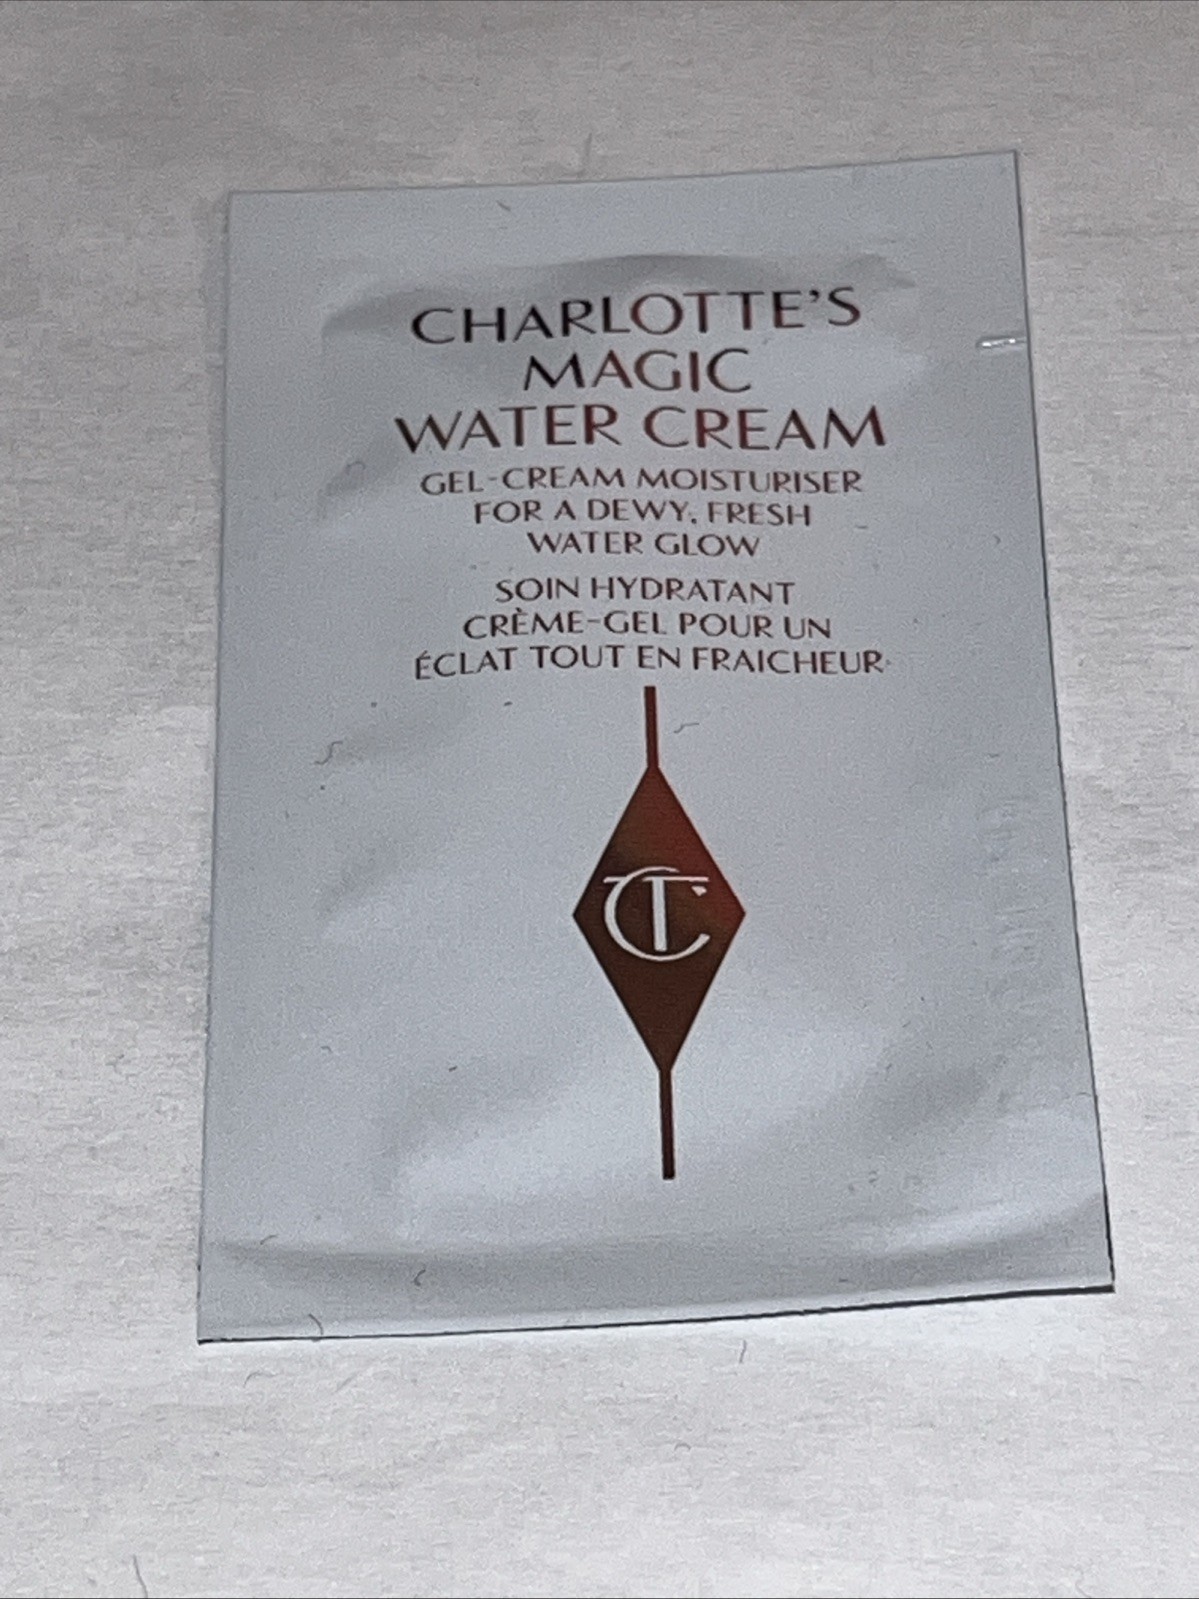 CHARLOTTE'S
MAGIC
WATER CREAM
GEL-CREAM MOISTURISER
FOR A DEWY, FRESH
WATER GLOW
SOIN HYDRATANT
CRÈME-GEL POUR UN
ÉCLAT TOUT EN FRAICHEUR
CT